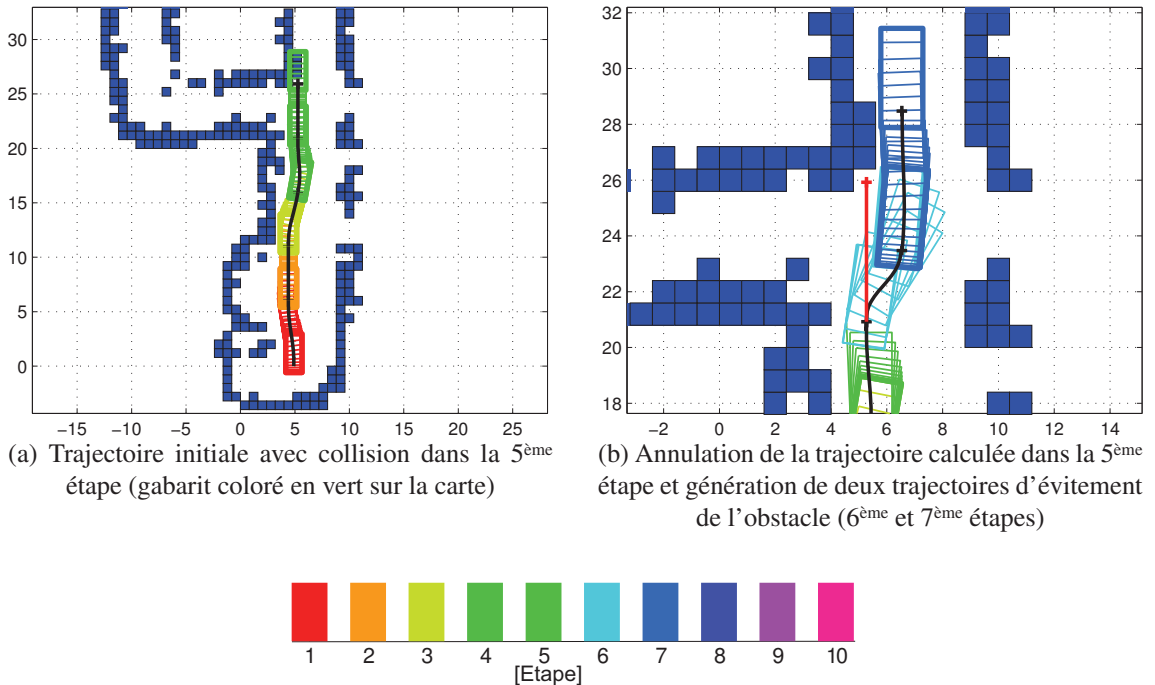 30
25
20
15
10
5
0
−15 −10 −5 0 5 10 15 20 25
32
30
28
26
24
22
20
18
−2 0 2 4 6 8 10 12 14
(a) Trajectoire initiale avec collision dans la 5ème
étape (gabarit coloré en vert sur la carte)
(b) Annulation de la trajectoire calculée dans la 5ème
étape et génération de deux trajectoires d’évitement
de l’obstacle (6ème et 7ème étapes)
1 2 3 4 5 6 7 8 9 10
[Etape]